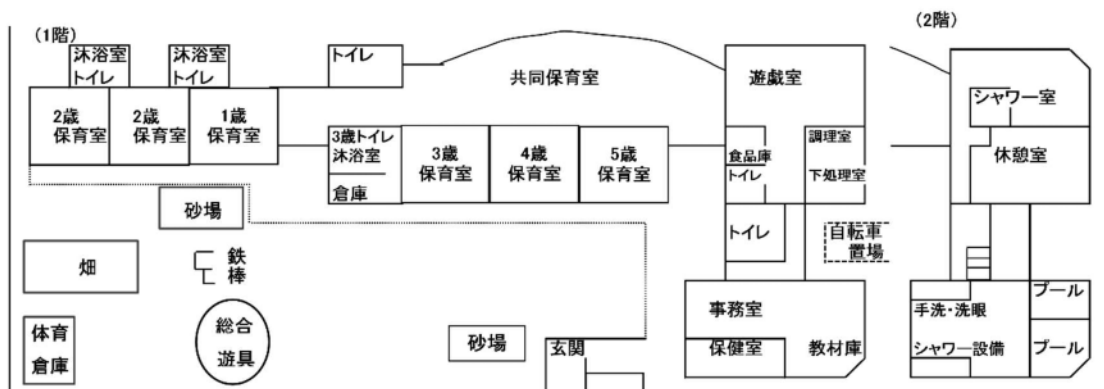 (1階)
沐浴室
トイレ
沐浴室
トイレ
トイレ
共同保育室
遊戯室
2歳
保育室
2歳
保育室
1歳
保育室
3歳トイレ
沐浴室
倉庫
3歳
保育室
4歳
保育室
5歳
保育室
食品庫
トイレ
調理室
下処理室
トイレ
自転車
置場
砂場
畑
鉄
棒
体育
倉庫
総合
遊具
砂場
玄関
事務室
保健室
教材庫
(2階)
シャワー室
休憩室
手洗・洗眼
シャワー設備
プール
プール